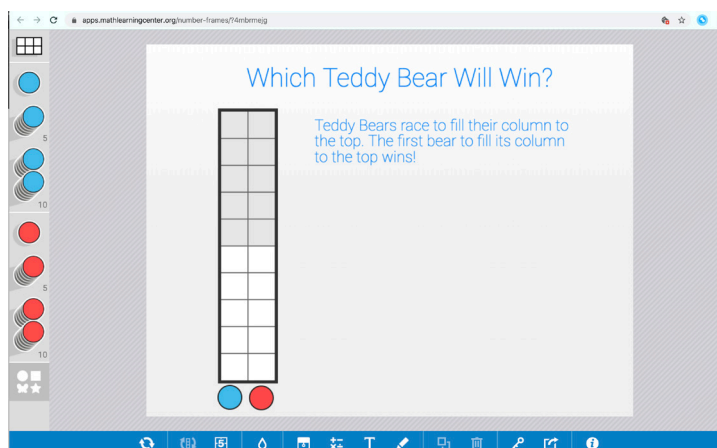 apps.mathlearningcenter.org/number-frames/?4mbrmejg
Which Teddy Bear Will Win?
Teddy Bears race to fill their column to
the top. The first bear to fill its column
to the top wins!
5
10
5
10
5
T